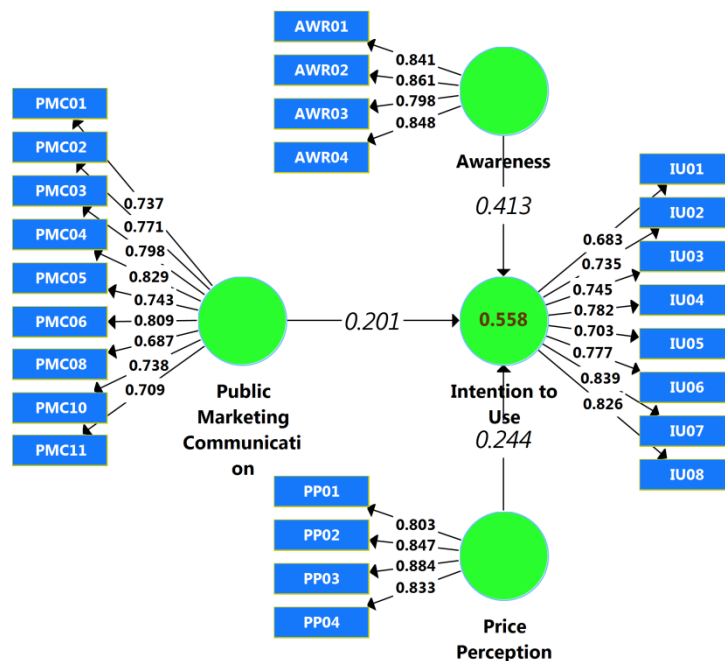 AWR01
AWR02
AWR03
AWR04
0.841
0.861
0.798
0.848
Awareness
0.413
PMC01
PMC02
PMC03
PMC04
PMC05
PMC06
PMC08
PMC10
PMC11
0.737
0.771
0.798
0.829
0.743
0.809
0.687
0.738
0.709
Public
Marketing
Communicati
on
0.201
0.558
Intention to
Use
0.683
0.735
0.745
0.782
0.703
0.777
0.839
0.826
IU01
IU02
IU03
IU04
IU05
IU06
IU07
IU08
0.244
PP01
PP02
PP03
PP04
0.803
0.847
0.884
0.833
Price
Perception